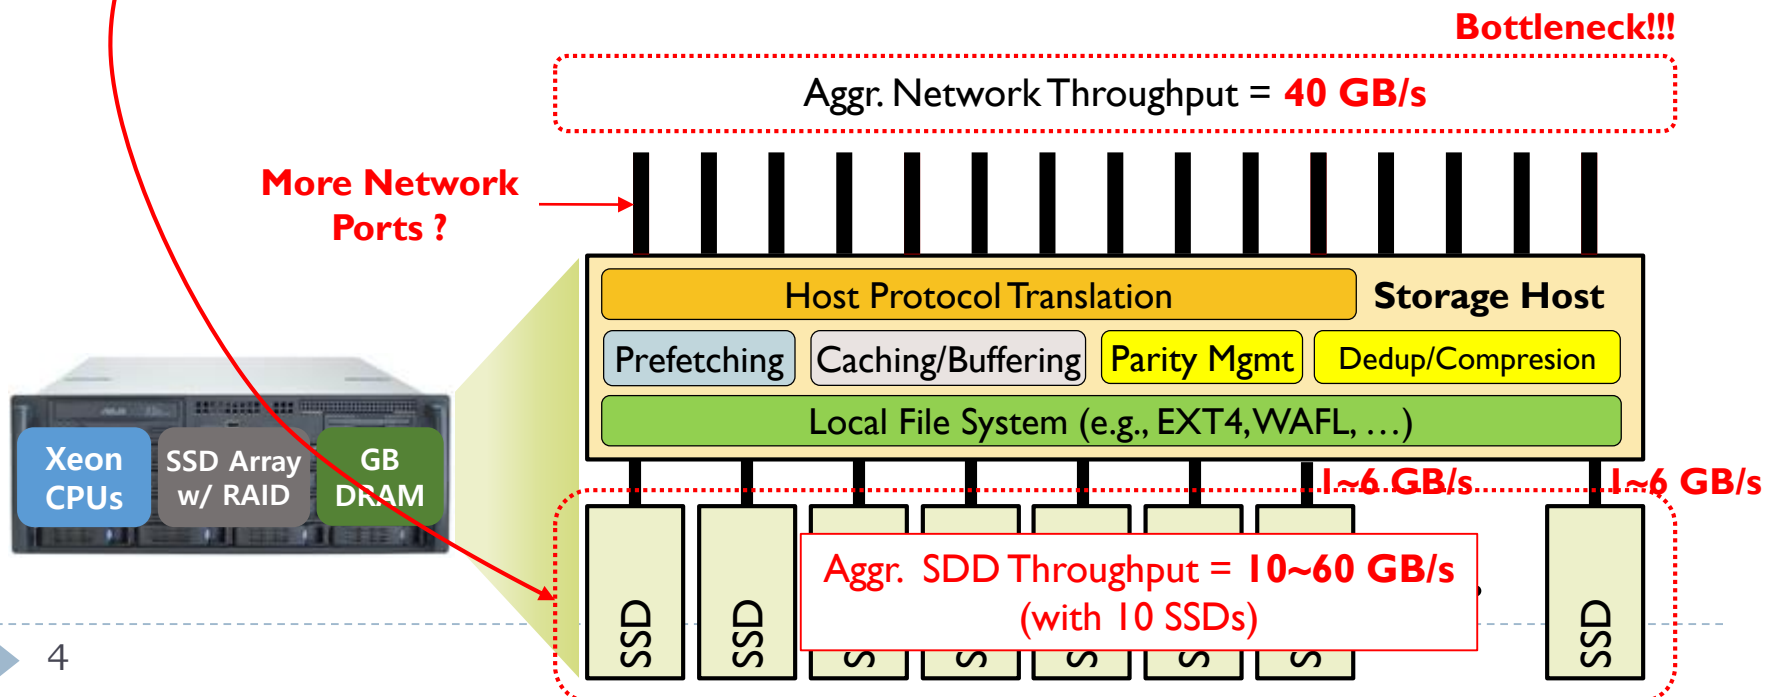 Bottleneck!!!
Aggr. Network Throughput = 40 GB/s
More Network
Ports ?
Host Protocol Translation
Storage Host
Prefetching
Caching/Buffering
Parity Mgmt
Dedup/Compresion
Local File System (e.g., EXT4, WAFL, …)
Xeon
CPUs
SSD Array
w/ RAID
GB
DRAM
1~6 GB/s
1~6 GB/s
Aggr. SDD Throughput = 10~60 GB/s
(with 10 SSDs)
SSD
SSD
SSD
4